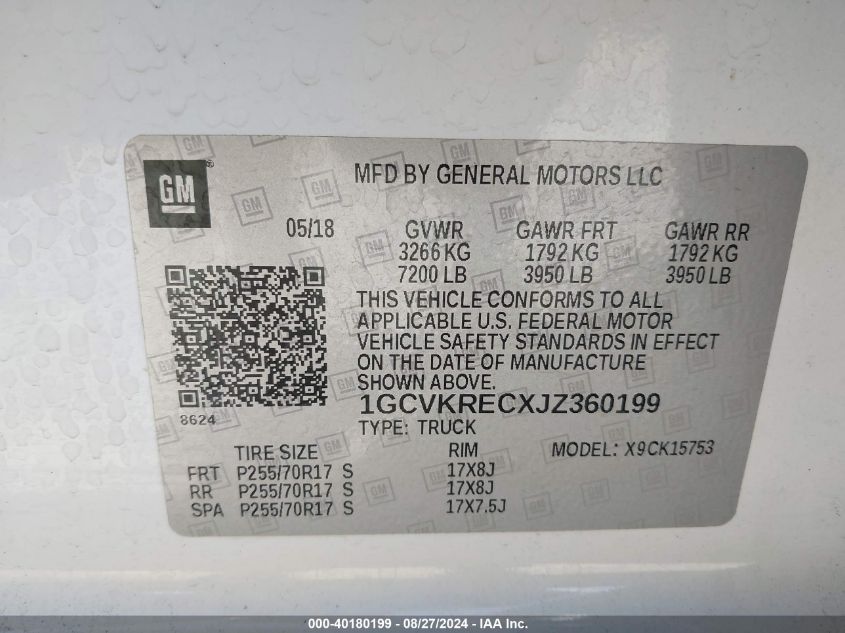 GM
MFD BY GENERAL MOTORS LLC
05/18 GVWR GAWR FRT GAWR RR
3266 KG 1792 KG 1792 KG
7200 LB 3950 LB 3950 LB
THIS VEHICLE CONFORMS TO ALL
APPLICABLE U.S. FEDERAL MOTOR
VEHICLE SAFETY STANDARDS IN EFFECT
ON THE DATE OF MANUFACTURE
SHOWN ABOVE.
8624
1GCVKRECXJZ360199
TYPE: TRUCK
TIRE SIZE RIM MODEL: X9CK15753
FRT P255/70R17 S 17X8J
RR P255/70R17 S 17X8J
SPA P255/70R17 S 17X7.5J
000-40180199 - 08/27/2024 - IAA Inc.